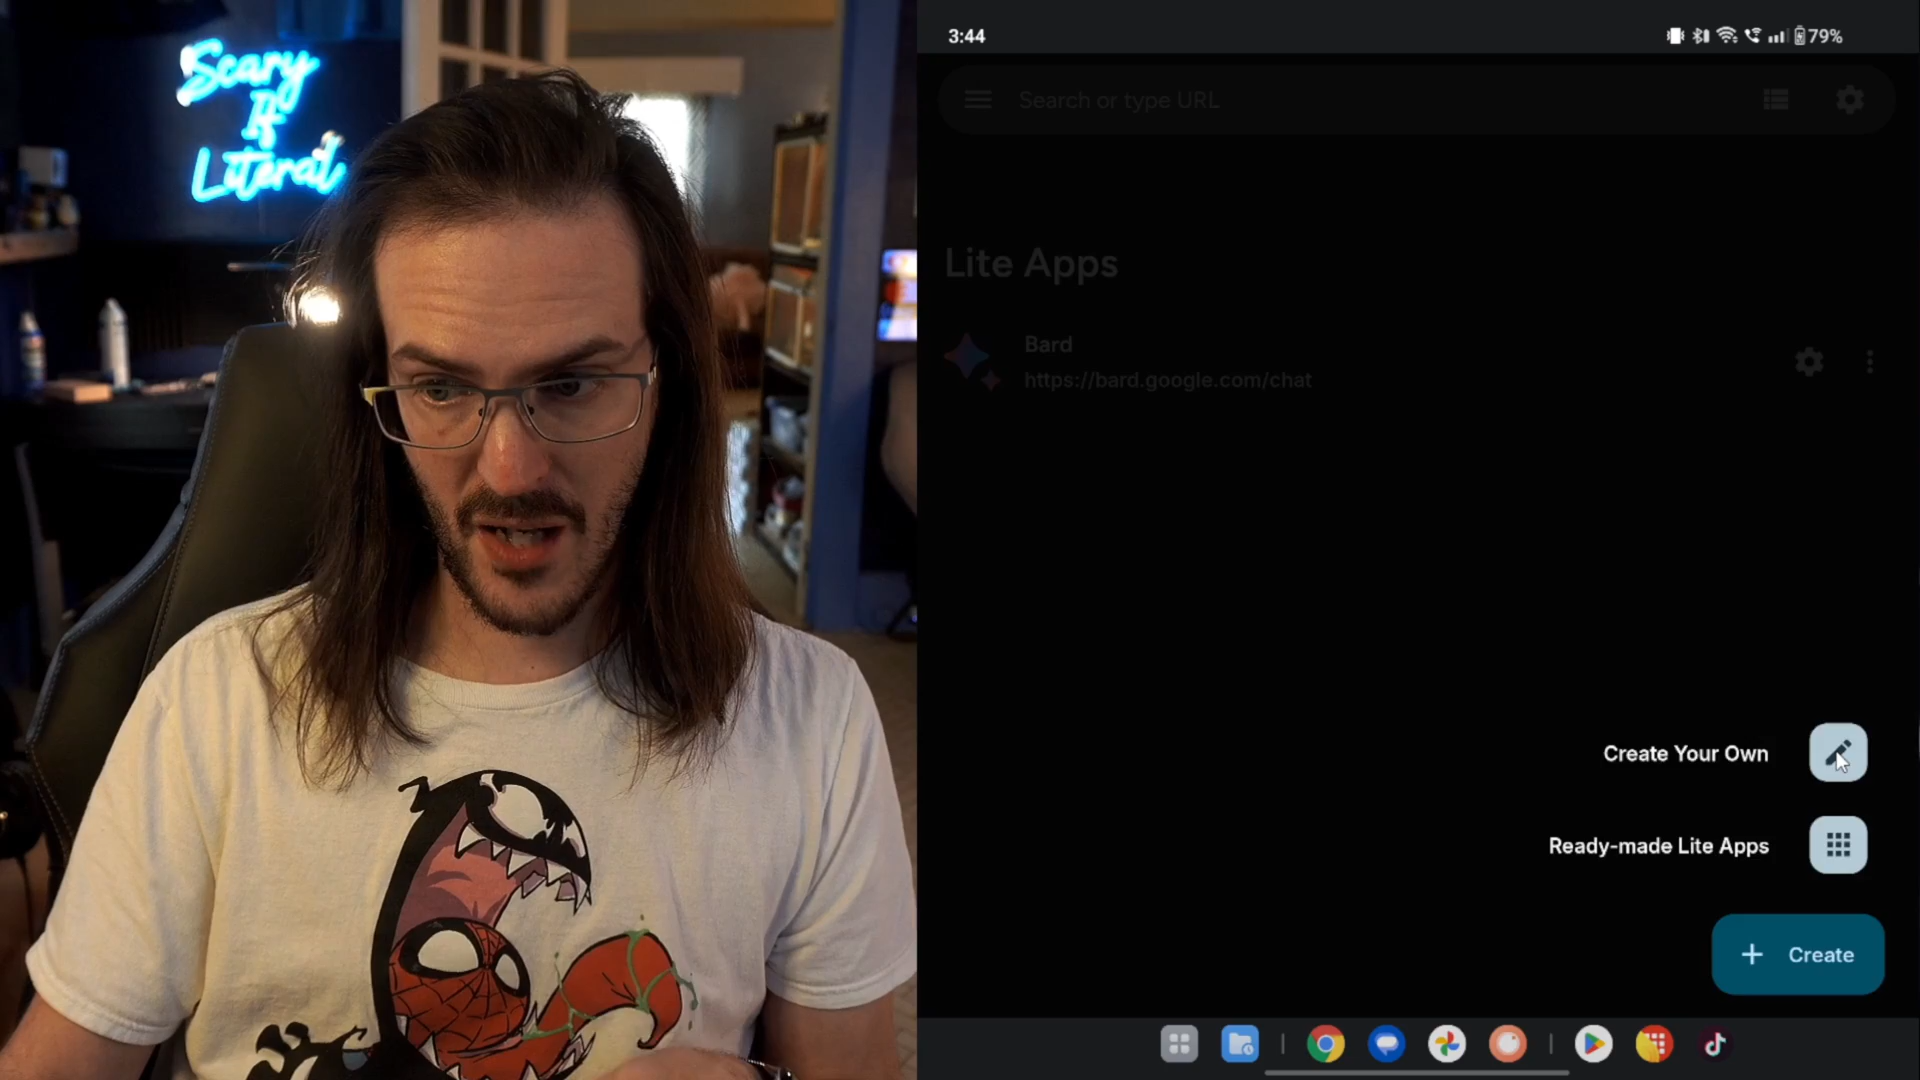 Scary
If
Literal
3:44
79%
Search or type URL
Lite Apps
Bard
https://bard.google.com/chat
Create Your Own
Ready-made Lite Apps
+ Create